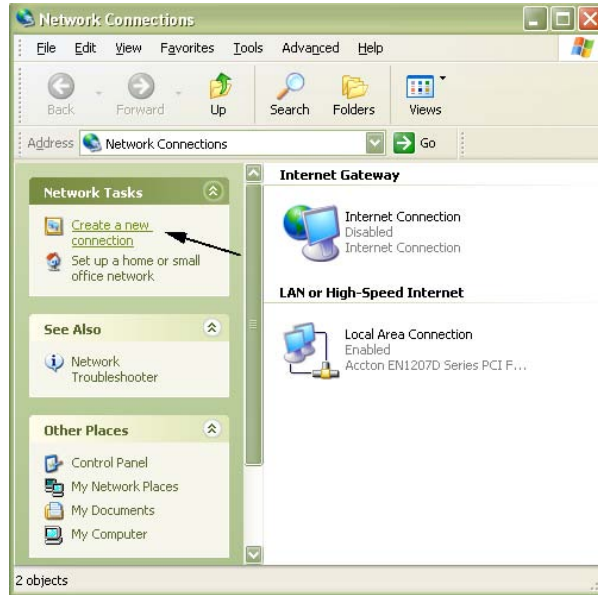 Network Connections
File Edit View Favorites Tools Advanced Help
Back Forward Up Search Folders Views
Address Network Connections Go
Network Tasks
Create a new
connection
Set up a home or small
office network
See Also
Network
Troubleshooter
Other Places
Control Panel
My Network Places
My Documents
My Computer
Internet Gateway
Internet Connection
Disabled
Internet Connection
LAN or High-Speed Internet
Local Area Connection
Enabled
Accton EN1207D Series PCI F...
2 objects